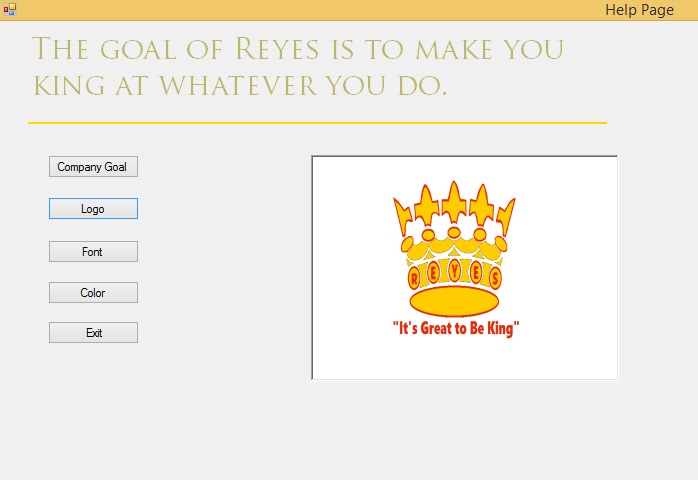 Help Page
The goal of Reyes is to make you
king at whatever you do.
Company Goal
Logo
Font
Color
Exit
REYES
"It's Great to Be King"